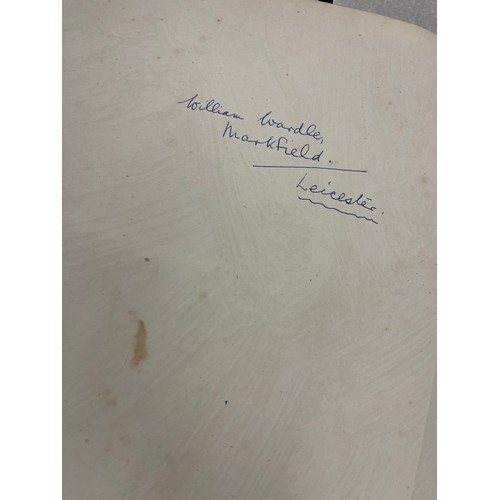 William Wardle,
Markfield.
Leicester.